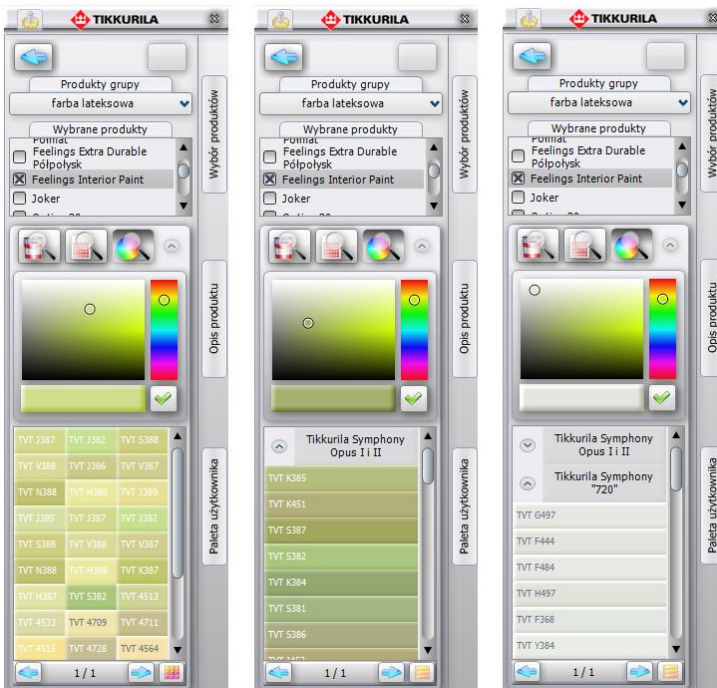 TIKKURILA
Produkty grupy
farba lateksowa
Wybrane produkty
Feelings Extra Durable
Półpołysk
Feelings Interior Paint
Joker
TVT J387 TVT J382 TVT S388
TVT V388 TVT J386 TVT V387
TVT N388 TVT H388 TVT J389
TVT J385 TVT J387 TVT J382
TVT S388 TVT V388 TVT V387
TVT N388 TVT H388 TVT K387
TVT H387 TVT S382 TVT 4513
TVT 4533 TVT 4709 TVT 4711
TVT 4515 TVT 4728 TVT 4564
1 / 1
Wybór produktów
Opis produktu
Paleta użytkownika
TIKKURILA
Produkty grupy
farba lateksowa
Wybrane produkty
Feelings Extra Durable
Półpołysk
Feelings Interior Paint
Joker
Tikkurila Symphony
Opus I i II
TVT K385
TVT K451
TVT S387
TVT S382
TVT K384
TVT S381
TVT S386
1 / 1
Wybór produktów
Opis produktu
Paleta użytkownika
TIKKURILA
Produkty grupy
farba lateksowa
Wybrane produkty
Feelings Extra Durable
Półpołysk
Feelings Interior Paint
Joker
Tikkurila Symphony
Opus I i II
Tikkurila Symphony
"720"
TVT G497
TVT F444
TVT F484
TVT H497
TVT F368
TVT Y384
1 / 1
Wybór produktów
Opis produktu
Paleta użytkownika